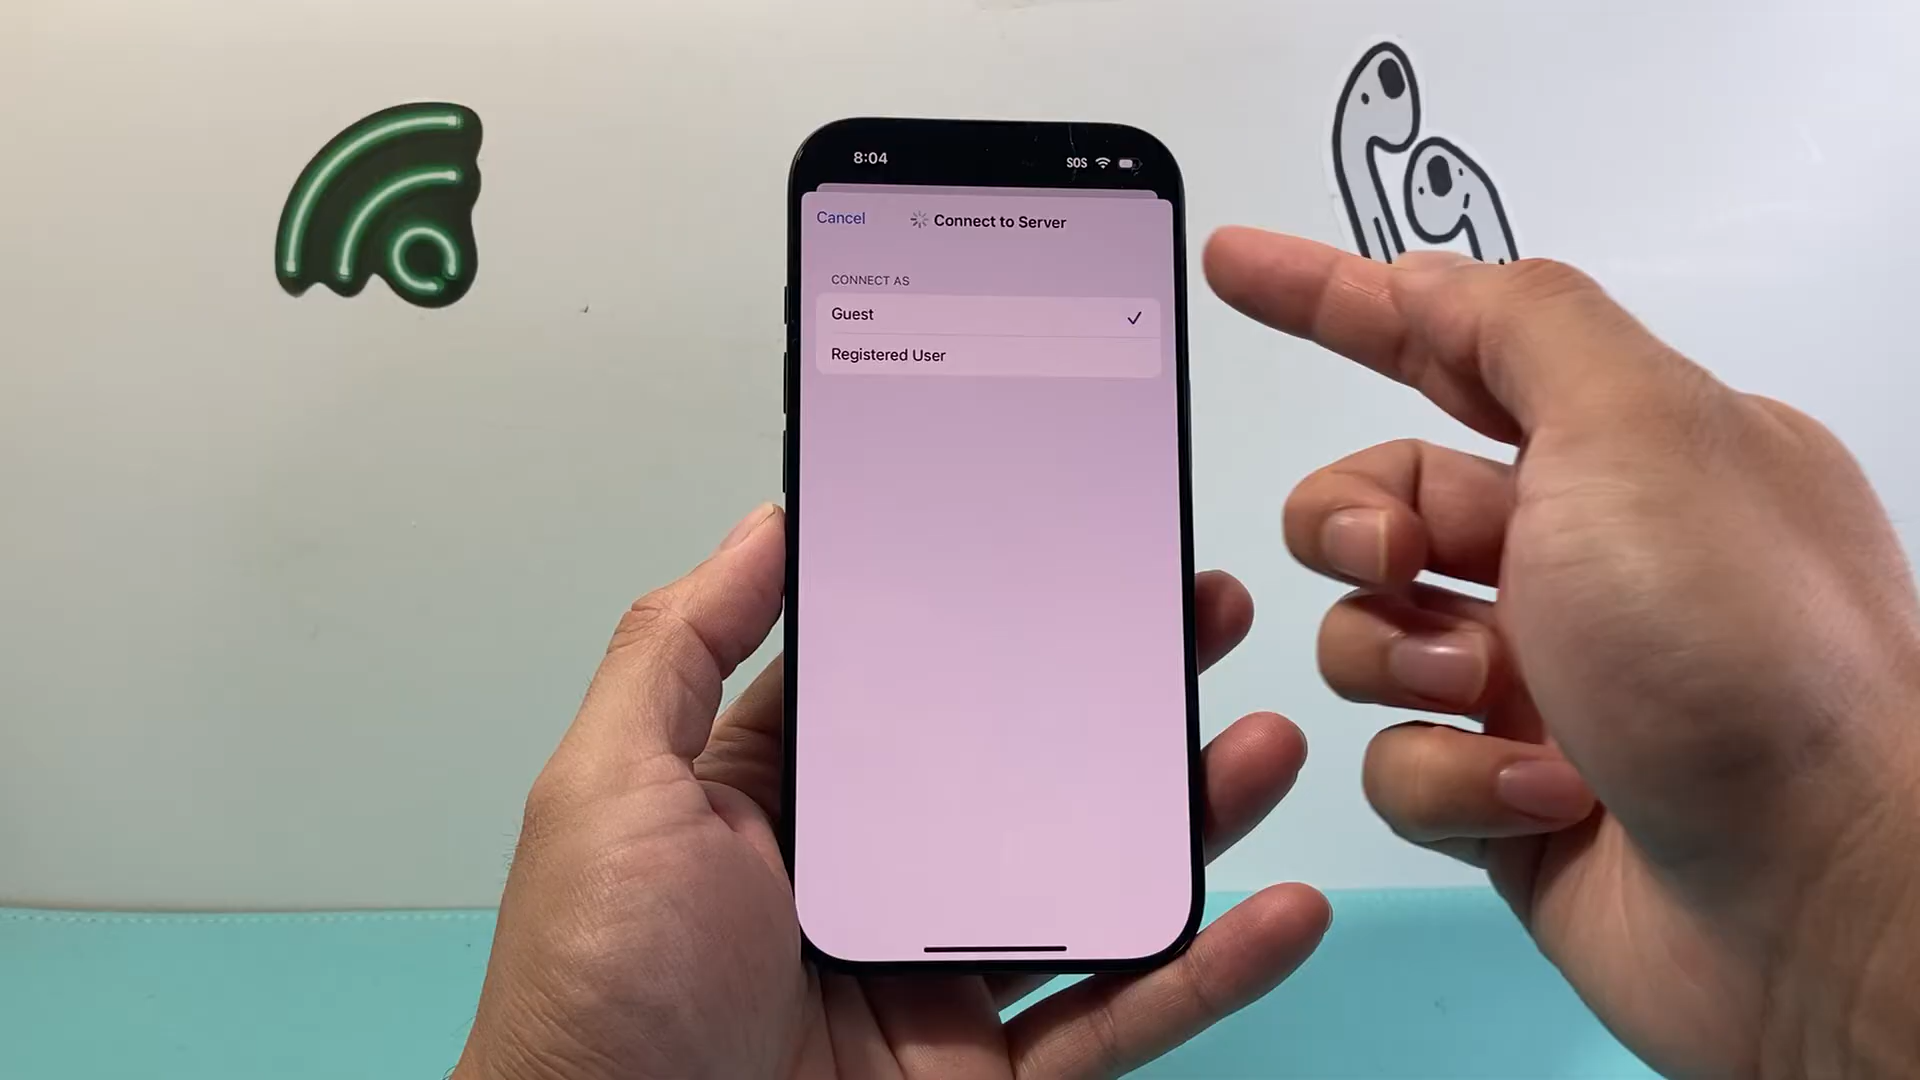 8:04
SOS
Cancel
Connect to Server
CONNECT AS
Guest
Registered User